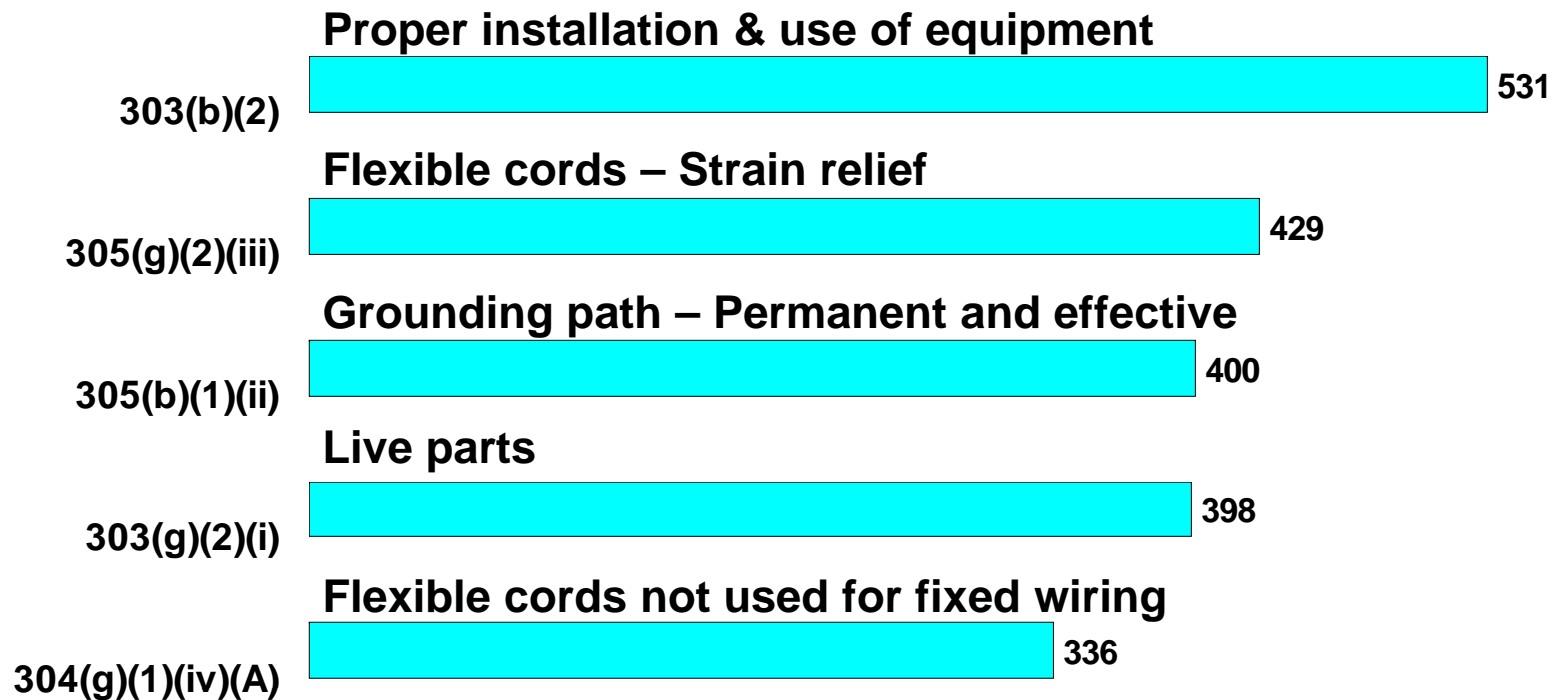 Proper installation & use of equipment
303(b)(2)
531
Flexible cords – Strain relief
305(g)(2)(iii)
429
Grounding path – Permanent and effective
305(b)(1)(ii)
400
Live parts
303(g)(2)(i)
398
Flexible cords not used for fixed wiring
304(g)(1)(iv)(A)
336